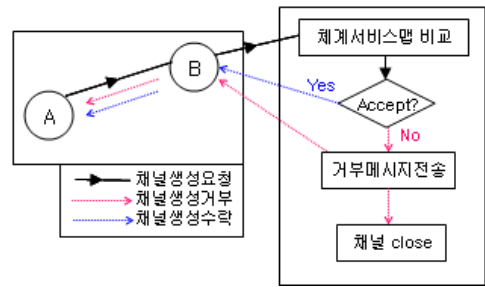 체계서비스맵 비교
B
Yes
Accept?
A
No
거부메시지전송
채널생성요청
채널생성거부
채널생성수락
채널 close